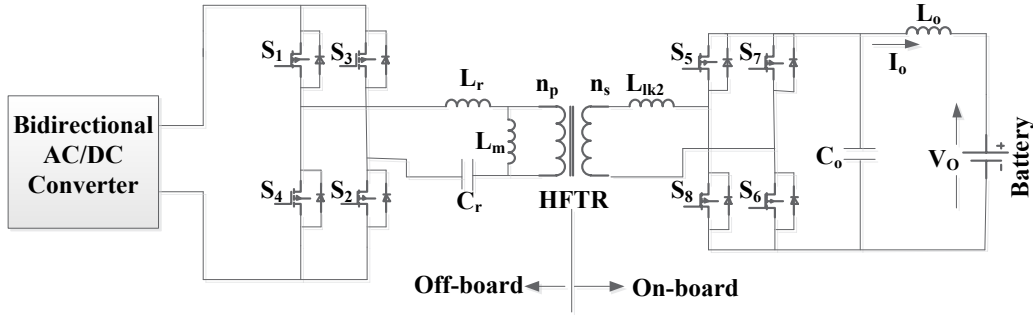 Bidirectional
AC/DC
Converter
S1
S3
S4
S2
Lr
Lm
Cr
np
ns
HFTR
Llk2
S5
S7
S8
S6
Co
Lo
Io
VO
+
-
Battery
Off-board
On-board